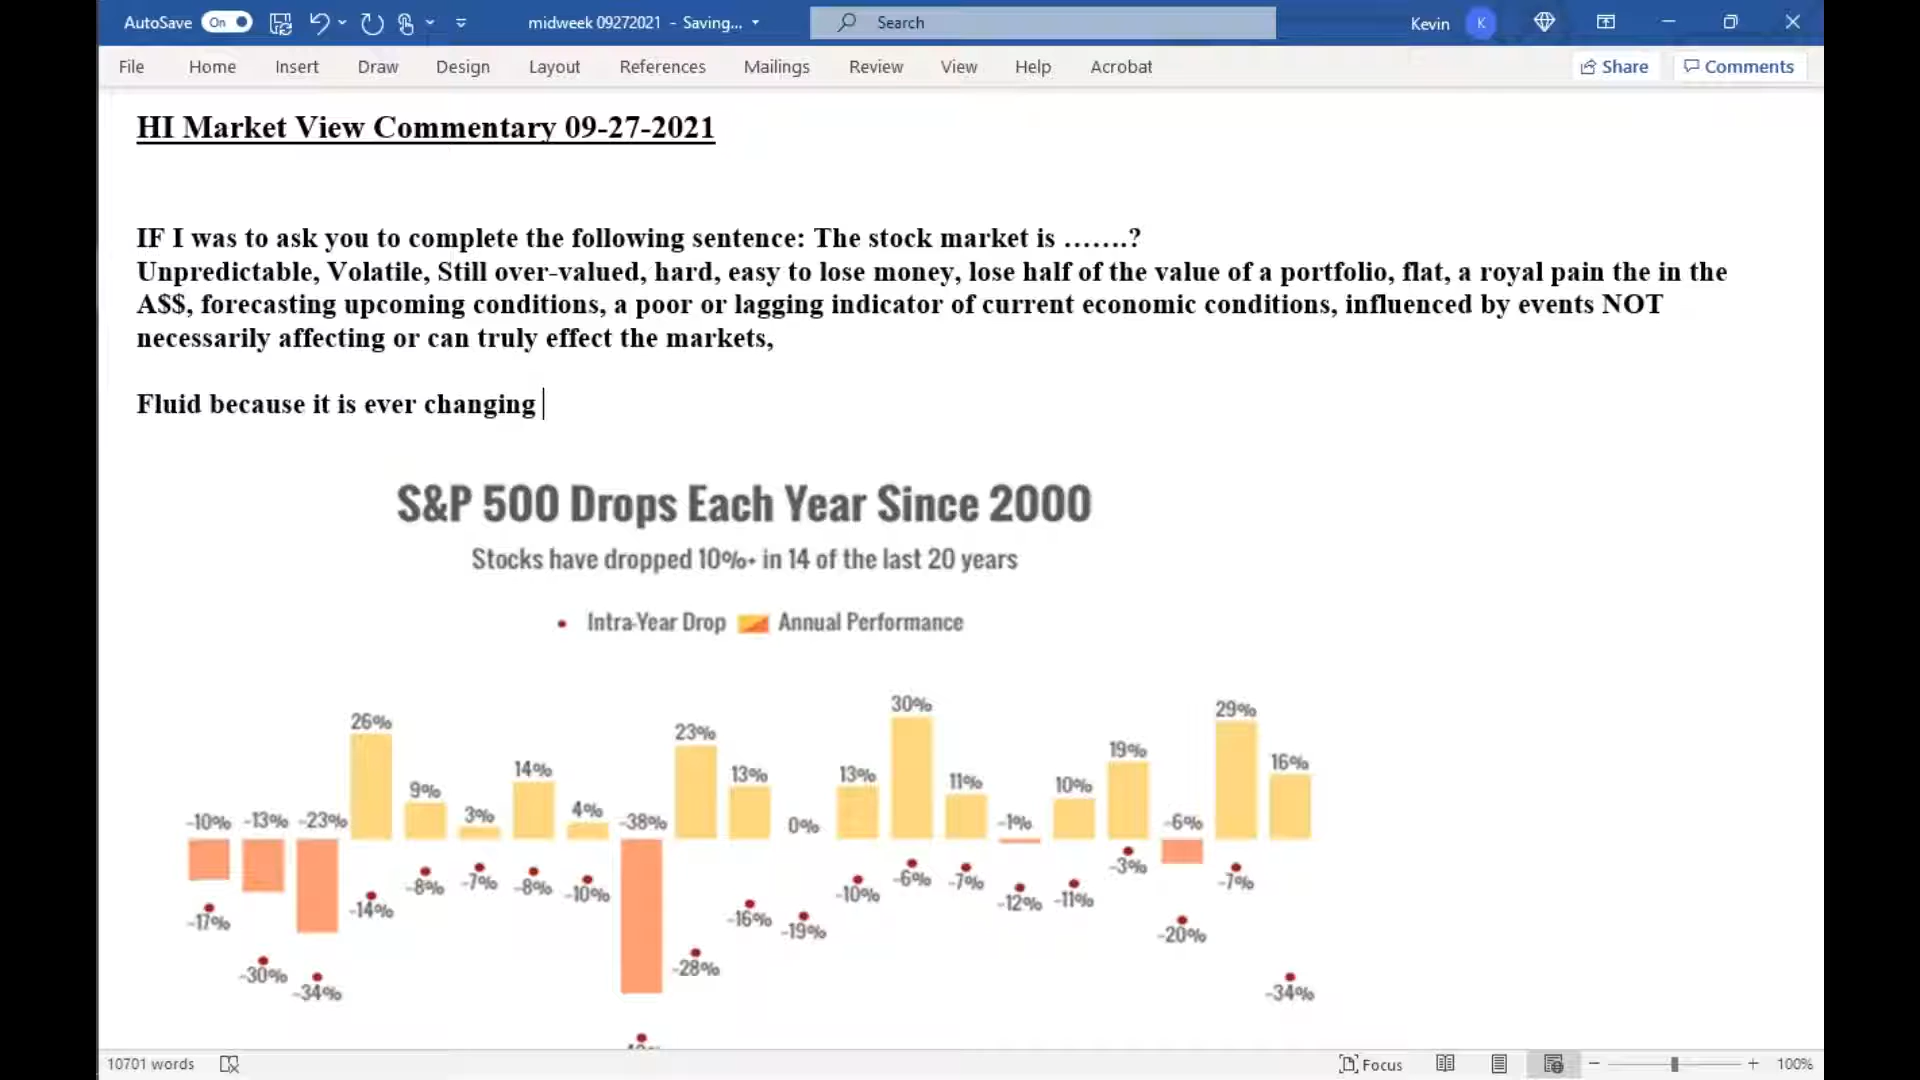 AutoSave On midweek 09272021 - Saving... Search Kevin K
File Home Insert Draw Design Layout References Mailings Review View Help Acrobat Share Comments
HI Market View Commentary 09-27-2021
IF I was to ask you to complete the following sentence: The stock market is …….?
Unpredictable, Volatile, Still over-valued, hard, easy to lose money, lose half of the value of a portfolio, flat, a royal pain the in the
A$$, forecasting upcoming conditions, a poor or lagging indicator of current economic conditions, influenced by events NOT
necessarily affecting or can truly effect the markets,
Fluid because it is ever changing
S&P 500 Drops Each Year Since 2000
Stocks have dropped 10%+ in 14 of the last 20 years
Intra-Year Drop Annual Performance
-10% -13% -23% 26% 9% 3% 14% 4% -38% 23% 13% 0% 13% 30% 11% -1% 10% 19% -6% 29% 16%
-17% -30% -34% -14% -8% -7% -8% -10% -28% -16% -19% -10% -6% -7% -12% -11% -3% -20% -7% -34%
10701 words Focus 100%